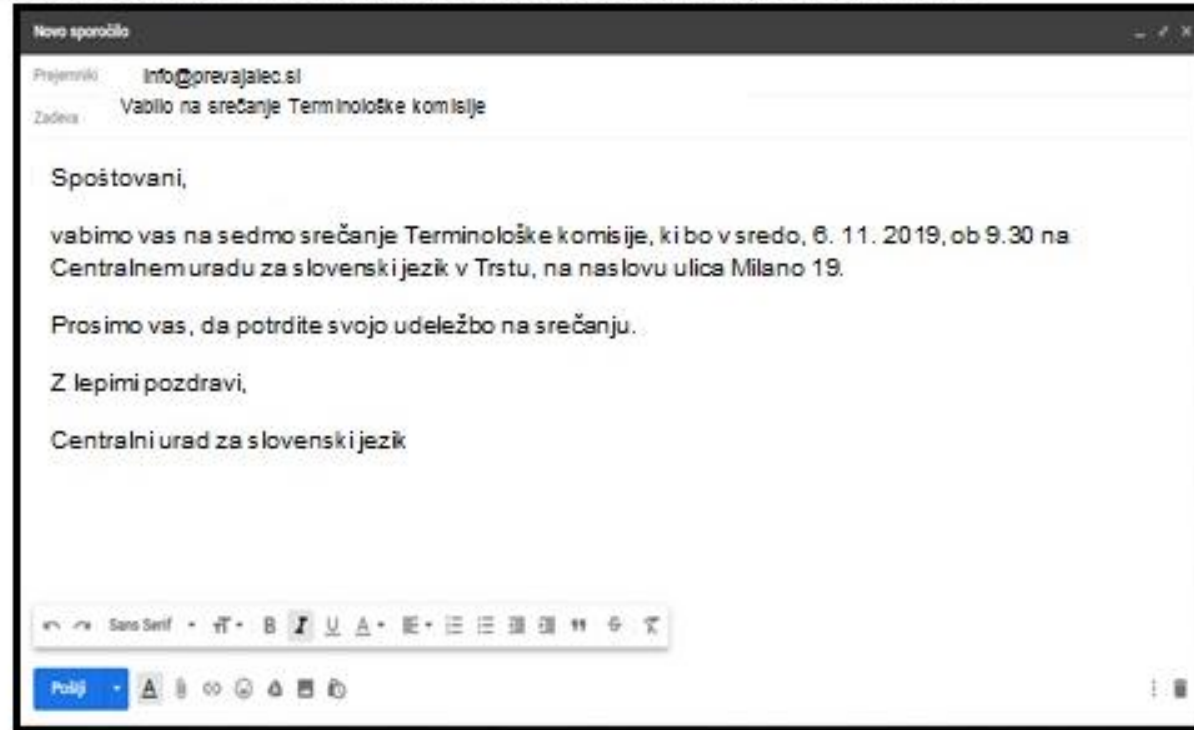 Novo sporočilo
Prejemniki info@prevajalec.si
Zadeva Vabilo na srečanje Terminološke komisije
Spoštovani,
vabimo vas na sedmo srečanje Terminološke komisije, ki bo v sredo, 6. 11. 2019, ob 9.30 na
Centralnem uradu za slovenski jezik v Trstu, na naslovu ulica Milano 19.
Prosimo vas, da potrdite svojo udeležbo na srečanju.
Z lepimi pozdravi,
Centralni urad za slovenski jezik
Sans Serif
Pošlji